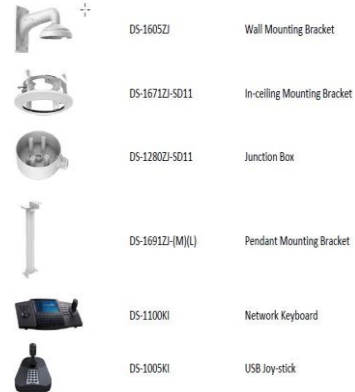 DS-1605ZJ Wall Mounting Bracket
DS-1671ZJ-SD11 In-ceiling Mounting Bracket
DS-1280ZJ-SD11 Junction Box
DS-1691ZJ-(M)(L) Pendant Mounting Bracket
DS-1100KI Network Keyboard
DS-1005KI USB Joy-stick